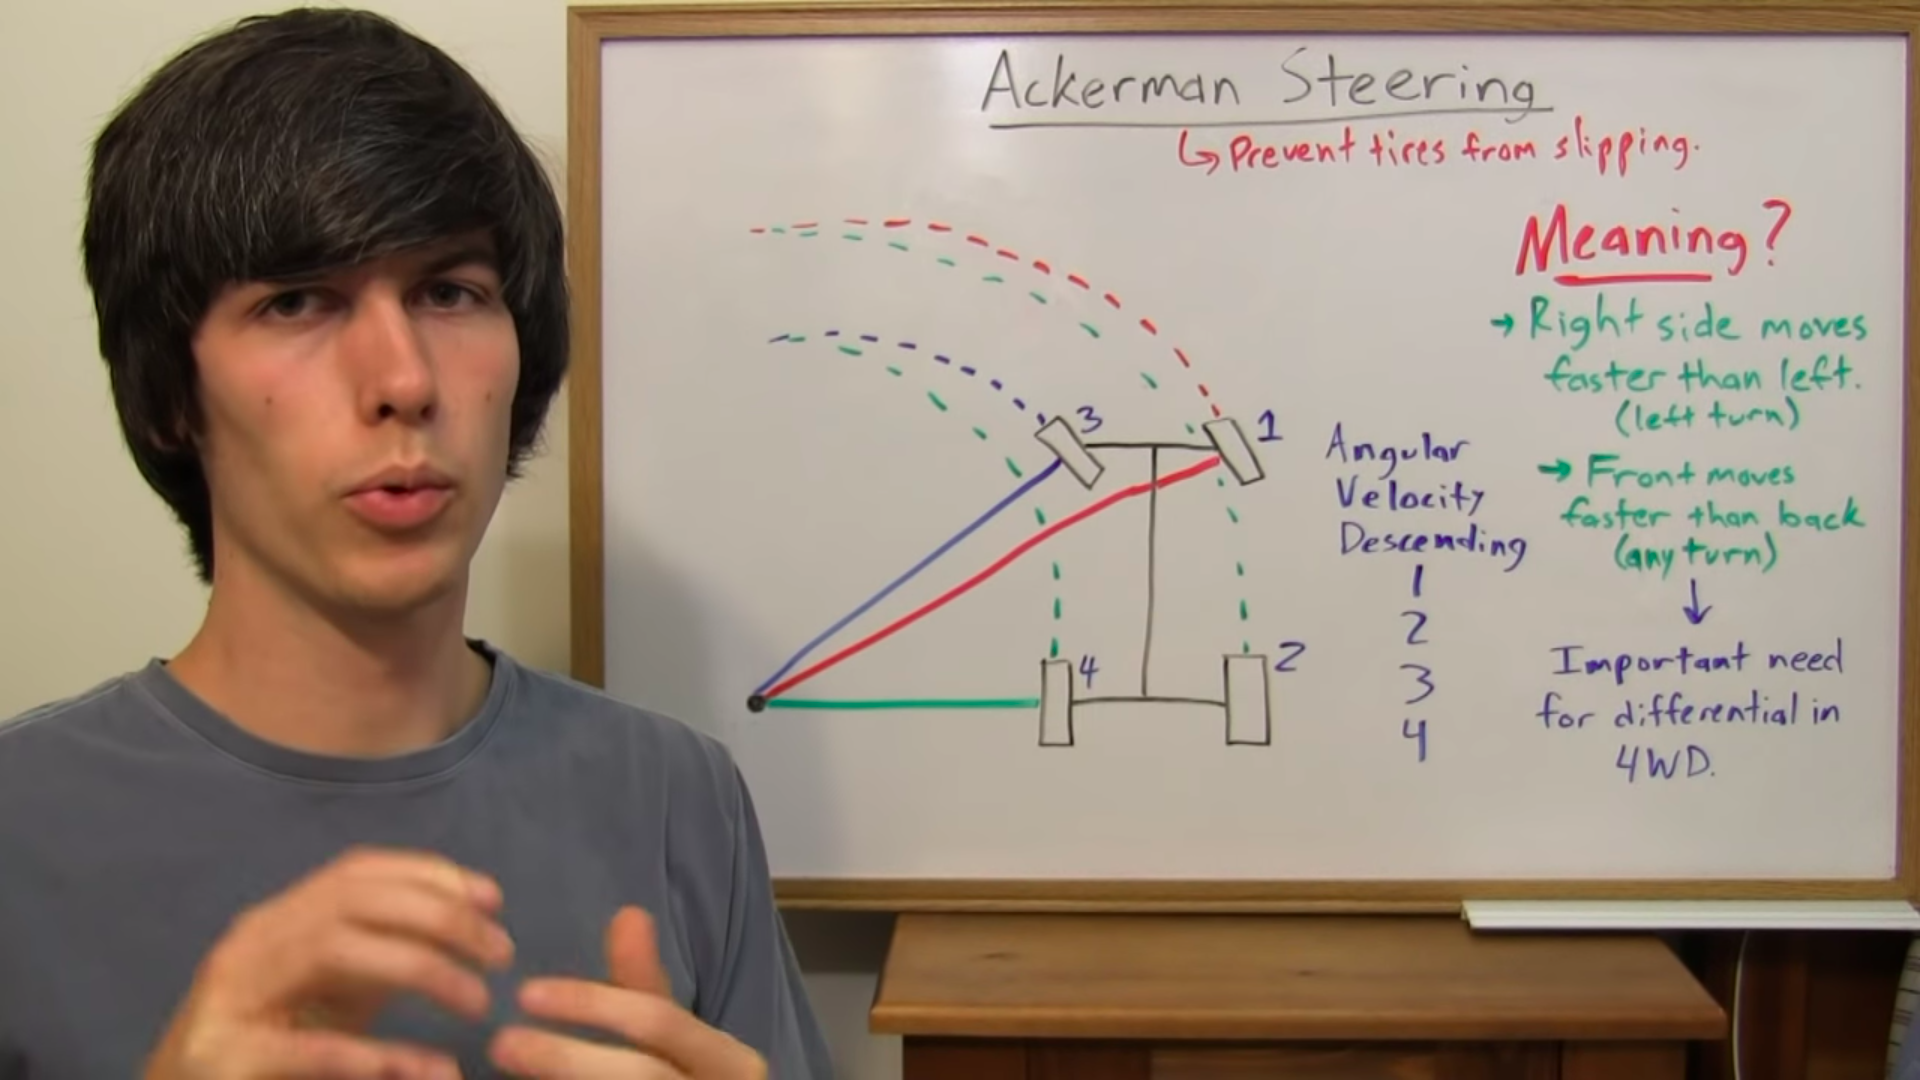 Ackerman Steering
↳ Prevent tires from slipping.
Meaning?
→ Right side moves
faster than left.
(left turn)
→ Front moves
faster than back
(any turn)
↓
Important need
for differential in
4WD.
3
1
4
2
Angular
Velocity
Descending
1
2
3
4